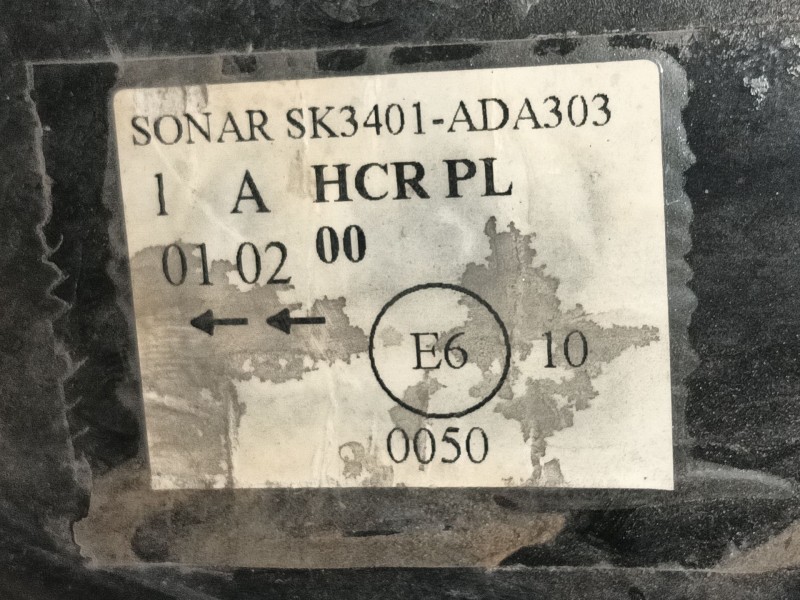 SONAR SK3401-ADA303
1 A HCR PL
01 02 00
←← E6 10
0050